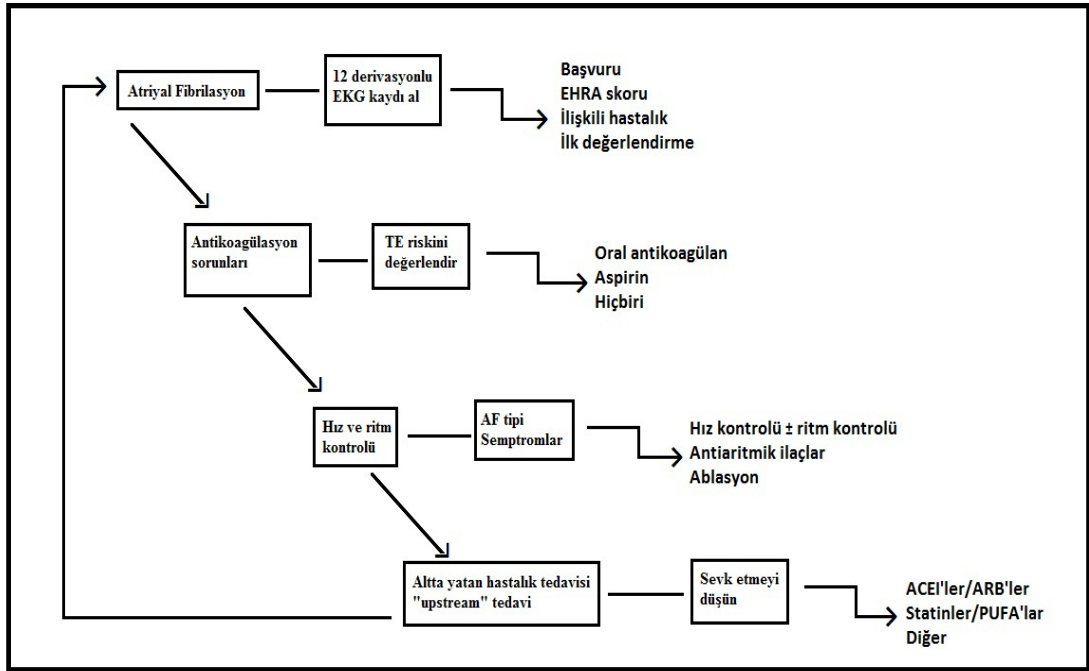 Atriyal Fibrilasyon
12 derivasyonlu
EKG kaydı al
Başvuru
EHRA skoru
İlişkili hastalık
İlk değerlendirme
Antikoagülasyon
sorunları
TE riskini
değerlendir
Oral antikoagülan
Aspirin
Hiçbiri
Hız ve ritm
kontrolü
AF tipi
Semptromlar
Hız kontrolü ± ritm kontrolü
Antiaritmik ilaçlar
Ablasyon
Altta yatan hastalık tedavisi
"upstream" tedavi
Sevk etmeyi
düşün
ACEI'ler/ARB'ler
Statinler/PUFA'lar
Diğer